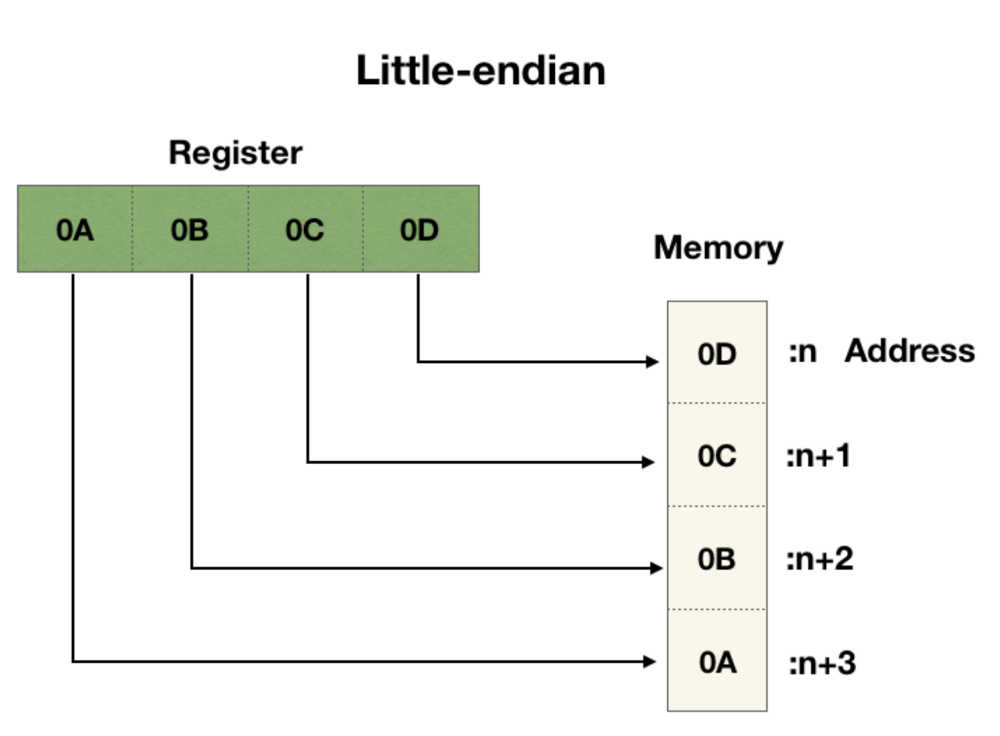 Little-endian
Register
0A 0B 0C 0D
Memory
0D :n Address
0C :n+1
0B :n+2
0A :n+3